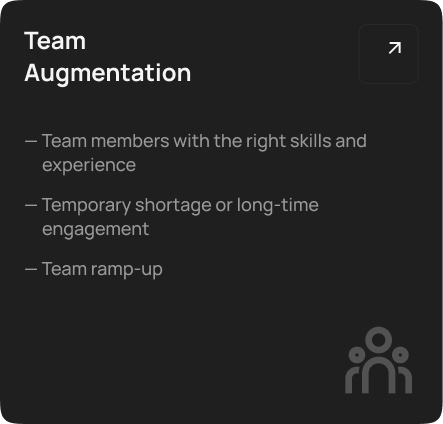 Team
Augmentation
— Team members with the right skills and
experience
— Temporary shortage or long-time
engagement
— Team ramp-up